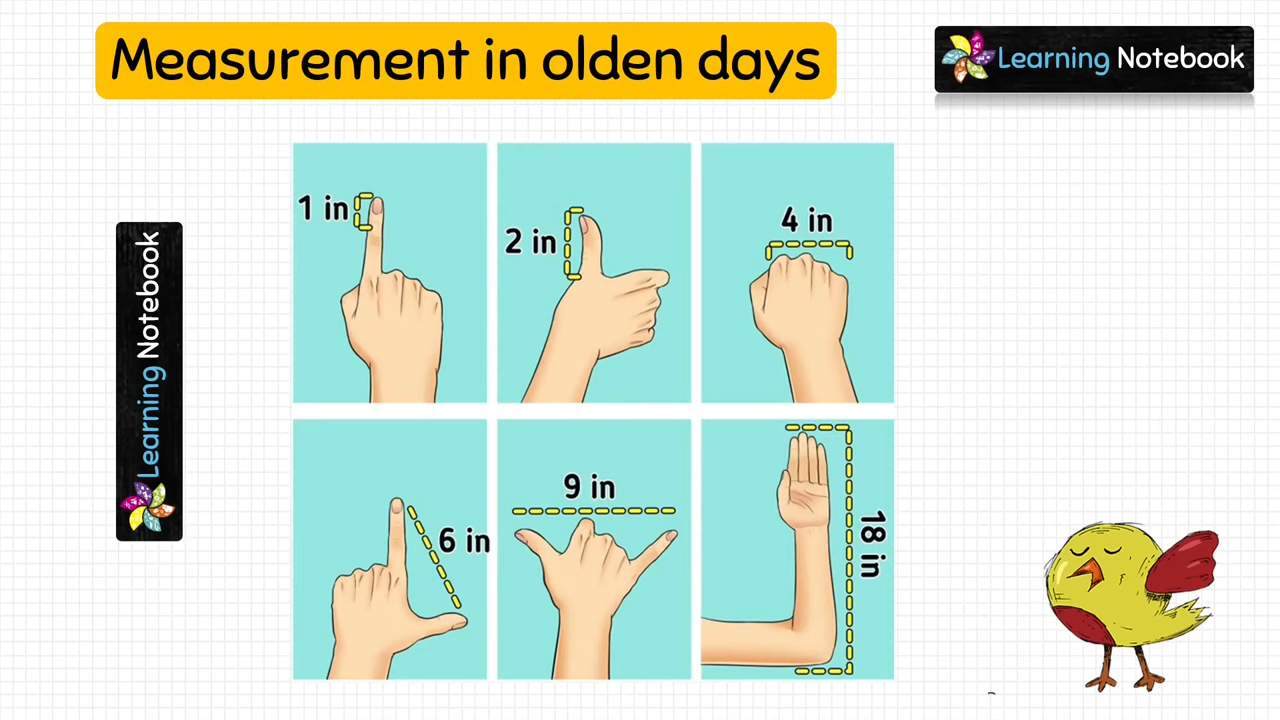 Measurement in olden days
Learning Notebook
1 in
2 in
4 in
Learning Notebook
6 in
9 in
18 in